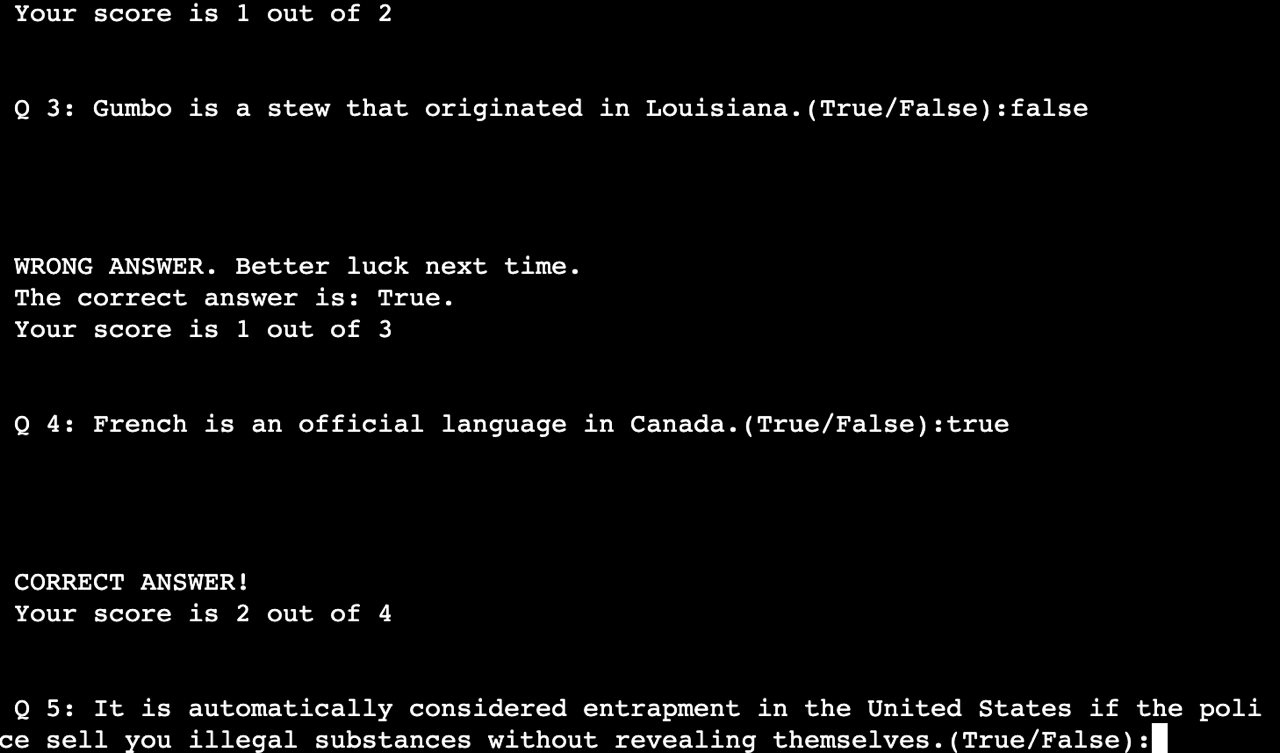 Your score is 1 out of 2
Q 3: Gumbo is a stew that originated in Louisiana.(True/False):false
WRONG ANSWER. Better luck next time.
The correct answer is: True.
Your score is 1 out of 3
Q 4: French is an official language in Canada.(True/False):true
CORRECT ANSWER!
Your score is 2 out of 4
Q 5: It is automatically considered entrapment in the United States if the poli
ce sell you illegal substances without revealing themselves.(True/False):